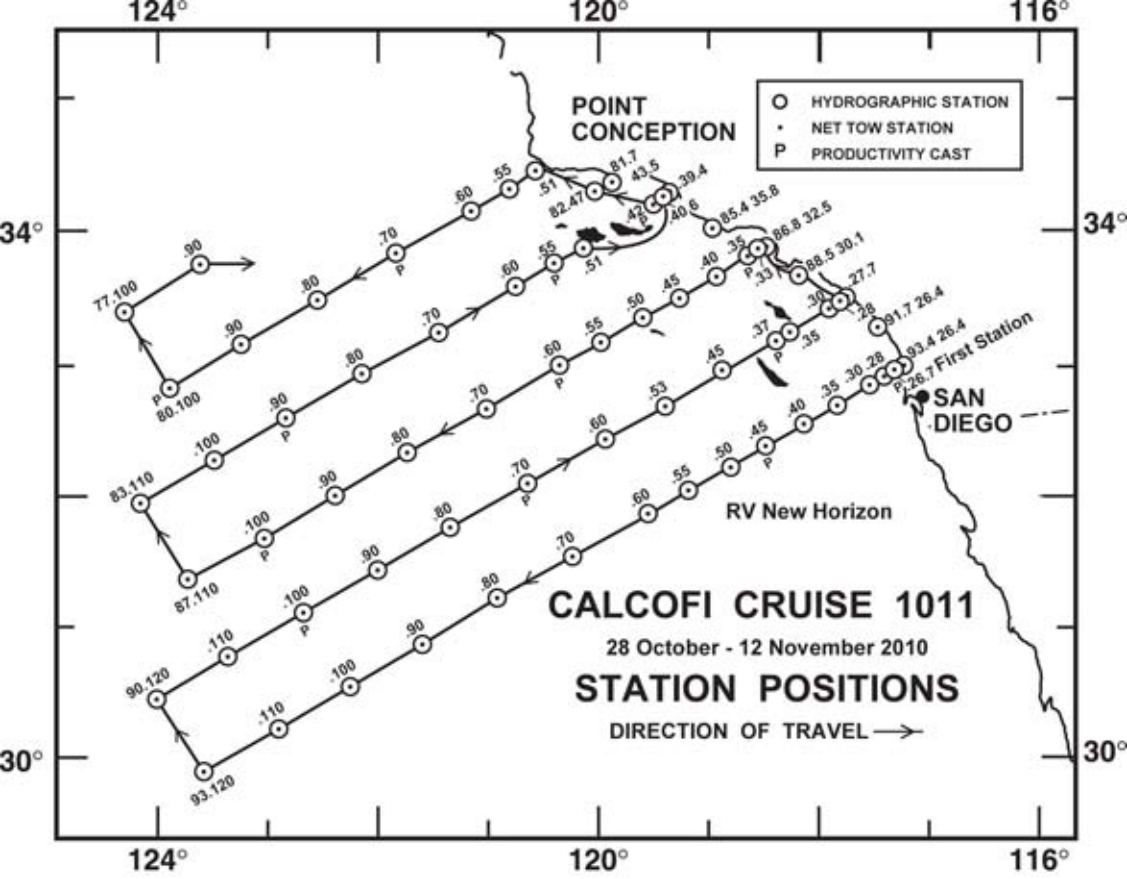 124° 120° 116°
POINT
CONCEPTION
HYDROGRAPHIC STATION
NET TOW STATION
P PRODUCTIVITY CAST
34° 34°
81.7 43.5
.39.4
82.47
.42
P
.40.6
.51
.55
.60
.70
P
.80
.90
P
80.100
77.100
.90
85.4 35.8
86.8 32.5
88.5 30.1
.27.7
91.7 26.4
93.4 26.4
First Station
.26.7
P
SAN
DIEGO
.51
.55
P
.60
.70
.80
.90
P
.100
83.110
.33
.35
P
.40
.45
.50
.55
.60
P
.70
.80
.90
.100
P
87.110
.28
.30
.35
.37
P
.45
.53
.60
.70
P
.80
.90
.100
P
.110
90.120
.28
.30
.35
.40
.45
P
.50
.55
.60
.70
.80
.90
.100
.110
93.120
RV New Horizon
CALCOFI CRUISE 1011
28 October - 12 November 2010
STATION POSITIONS
DIRECTION OF TRAVEL
30° 30°
124° 120° 116°